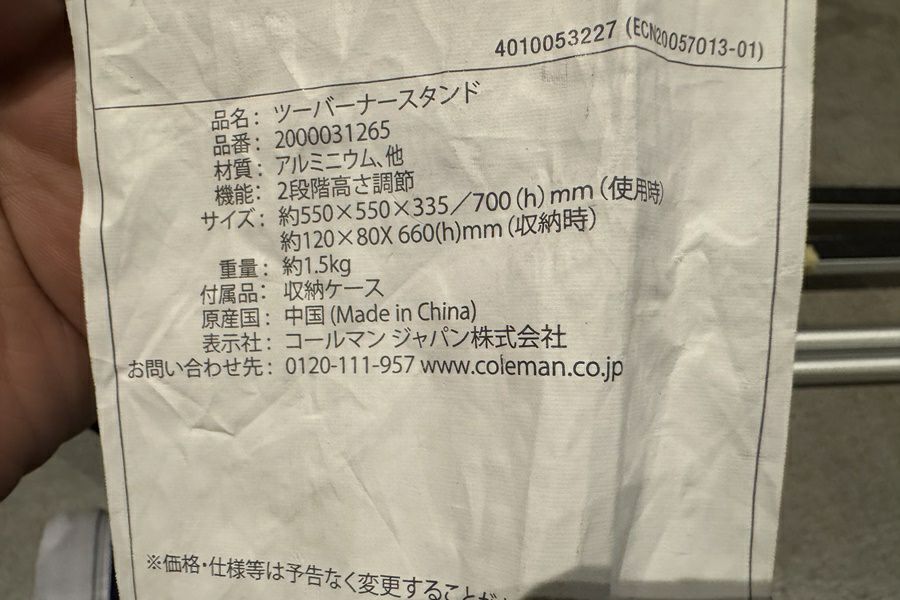 4010053227 (ECN20057013-01)
品名: ツーバーナースタンド
品番: 2000031265
材質: アルミニウム、他
機能: 2段階高さ調節
サイズ: 約550×550×335／700(h)mm(使用時)
約120×80X 660(h)mm(収納時)
重量: 約1.5kg
付属品: 収納ケース
原産国: 中国(Made in China)
表示社: コールマン ジャパン株式会社
お問い合わせ先: 0120-111-957 www.coleman.co.jp
※価格・仕様等は予告なく変更することが